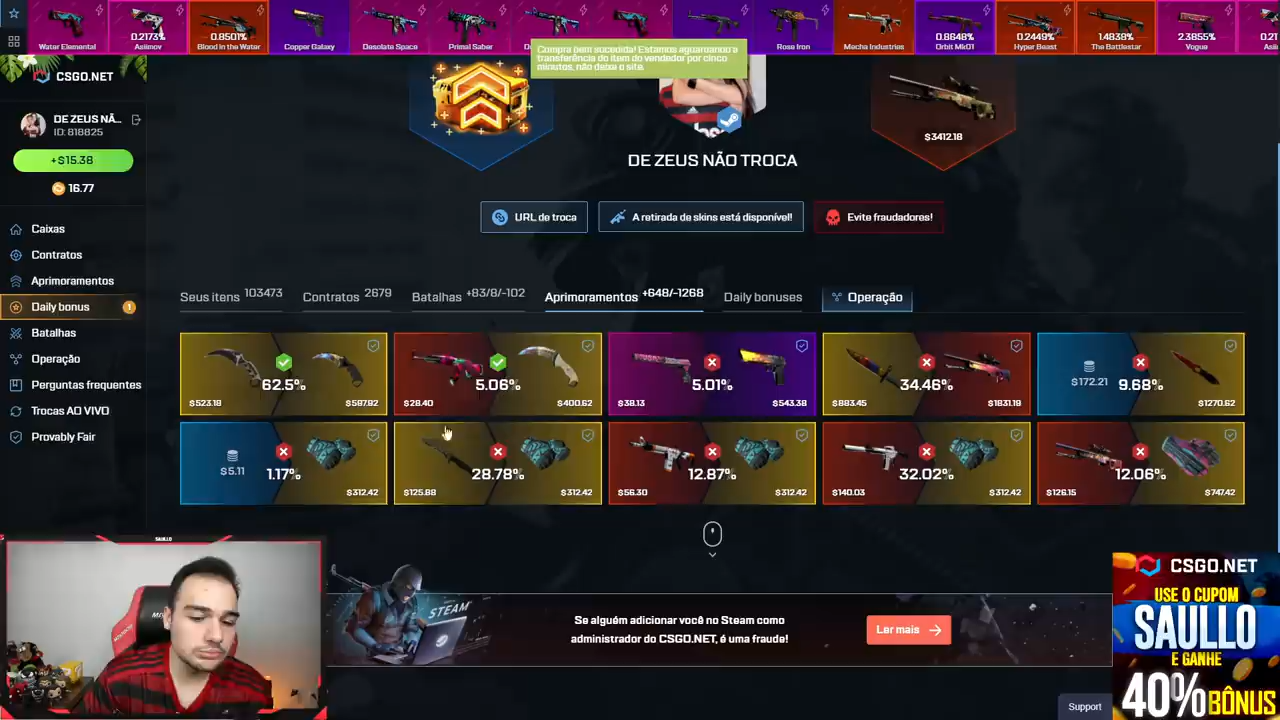 Water Elemental
0.2173%
Asiimov
0.8501%
Blood in the Water
Copper Galaxy
Desolate Space
Primal Saber
Rose Iron
Mecha Industries
0.8648%
Orbit Mk01
0.2449%
Hyper Beast
1.4838%
The Battlestar
2.3855%
Vogue
Compra bem sucedida! Estamos aguardando a
transferência do item do vendedor por cinco
minutos, não deixe o site.
CSGO.NET
DE ZEUS NÃ...
ID: 818825
+$15.38
16.77
Caixas
Contratos
Aprimoramentos
Daily bonus
1
Batalhas
Operação
Perguntas frequentes
Trocas AO VIVO
Provably Fair
$3412.18
DE ZEUS NÃO TROCA
URL de troca
A retirada de skins está disponível!
Evite fraudadores!
Seus itens 103473
Contratos 2679
Batalhas +83/8/-102
Aprimoramentos +648/-1268
Daily bonuses
Operação
62.5%
$523.18
$597.92
5.06%
$28.40
$400.62
5.01%
$38.13
$543.38
34.46%
$883.45
$1831.19
$172.21
9.68%
$1270.62
$5.11
1.17%
$312.42
28.78%
$125.88
$312.42
12.87%
$56.30
$312.42
32.02%
$140.03
$312.42
12.06%
$126.15
$747.42
SAULLO
STEAM
Se alguém adicionar você no Steam como
administrador do CSGO.NET, é uma fraude!
Ler mais
CSGO.NET
USE O CUPOM
SAULLO
E GANHE
40% BÔNUS
Support